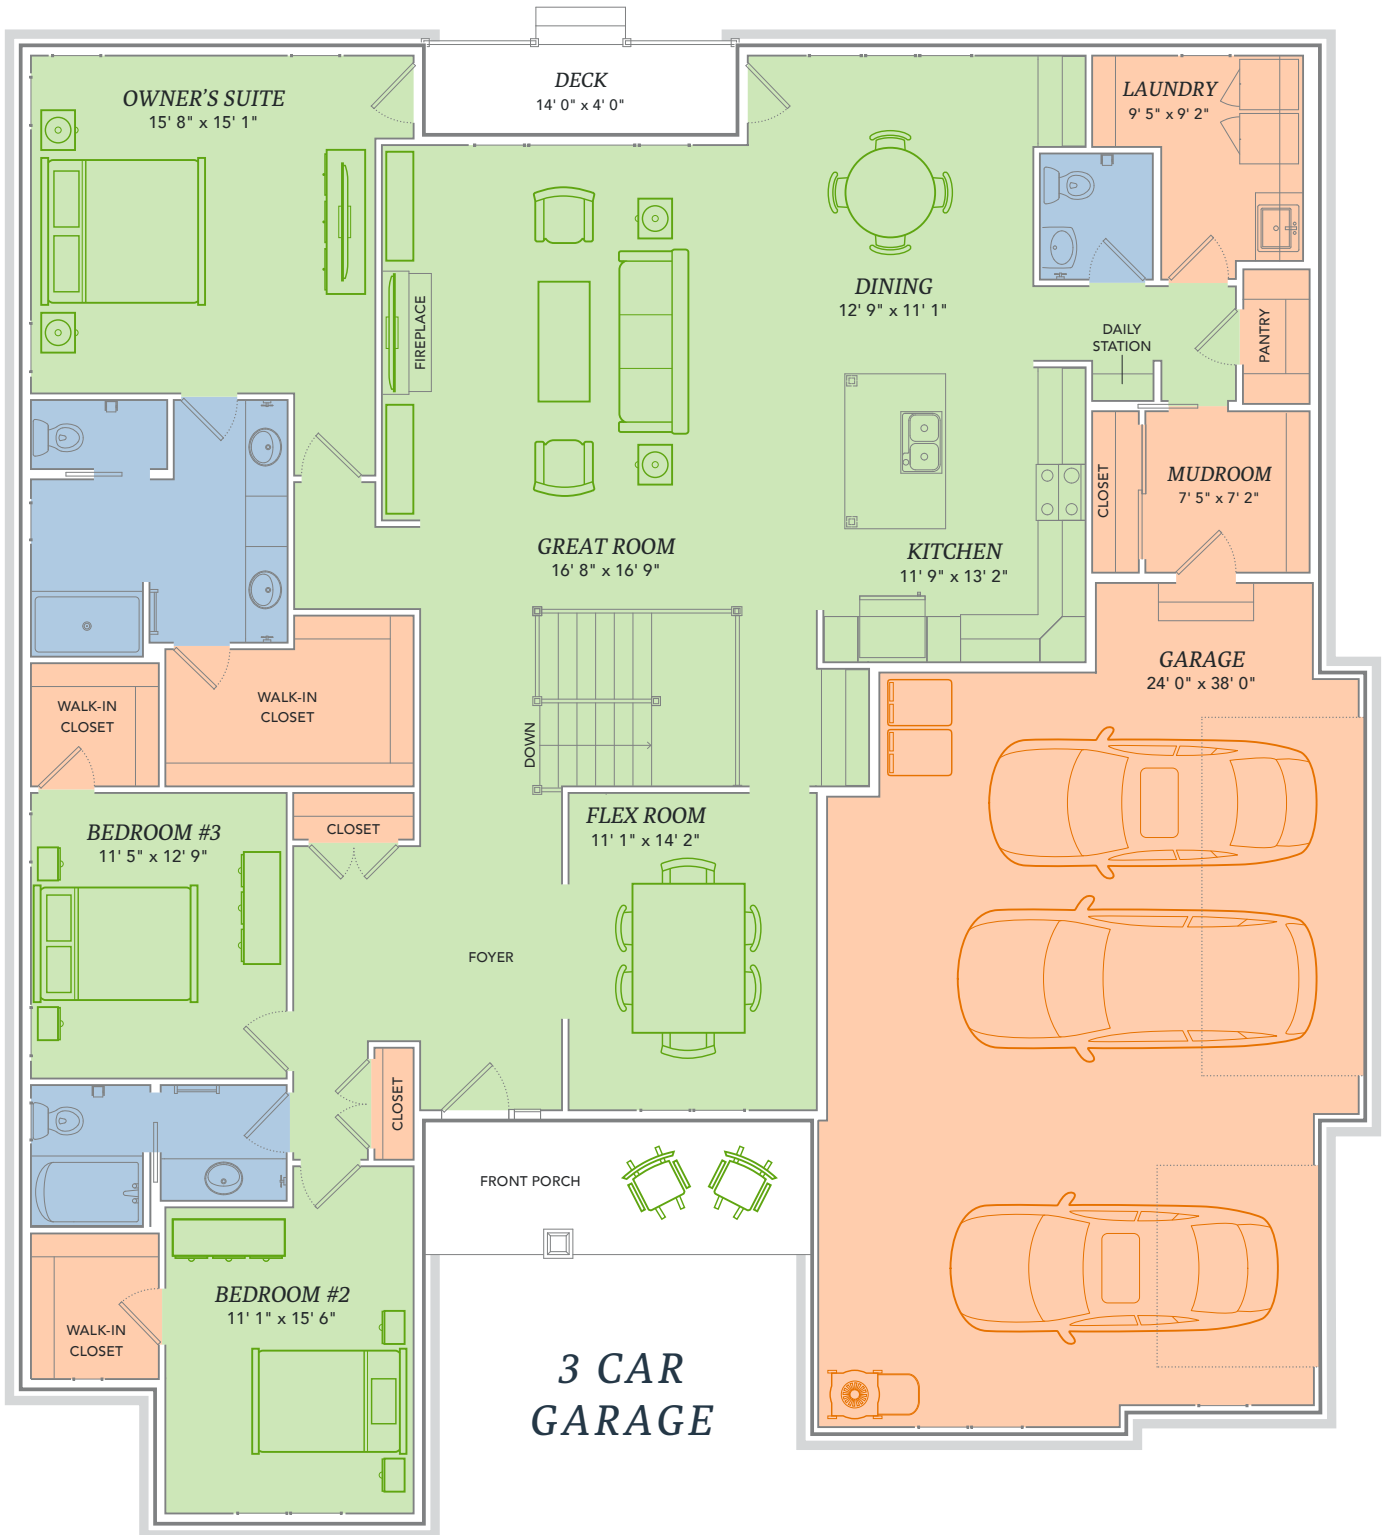 DECK
14' 0" x 4' 0"
OWNER'S SUITE
15' 8" x 15' 1"
LAUNDRY
9' 5" x 9' 2"
DINING
12' 9" x 11' 1"
FIREPLACE
DAILY
STATION
PANTRY
CLOSET
MUDROOM
7' 5" x 7' 2"
GREAT ROOM
16' 8" x 16' 9"
KITCHEN
11' 9" x 13' 2"
GARAGE
24' 0" x 38' 0"
WALK-IN
CLOSET
WALK-IN
CLOSET
DOWN
BEDROOM #3
11' 5" x 12' 9"
CLOSET
FLEX ROOM
11' 1" x 14' 2"
FOYER
CLOSET
FRONT PORCH
BEDROOM #2
11' 1" x 15' 6"
WALK-IN
CLOSET
3 CAR
GARAGE